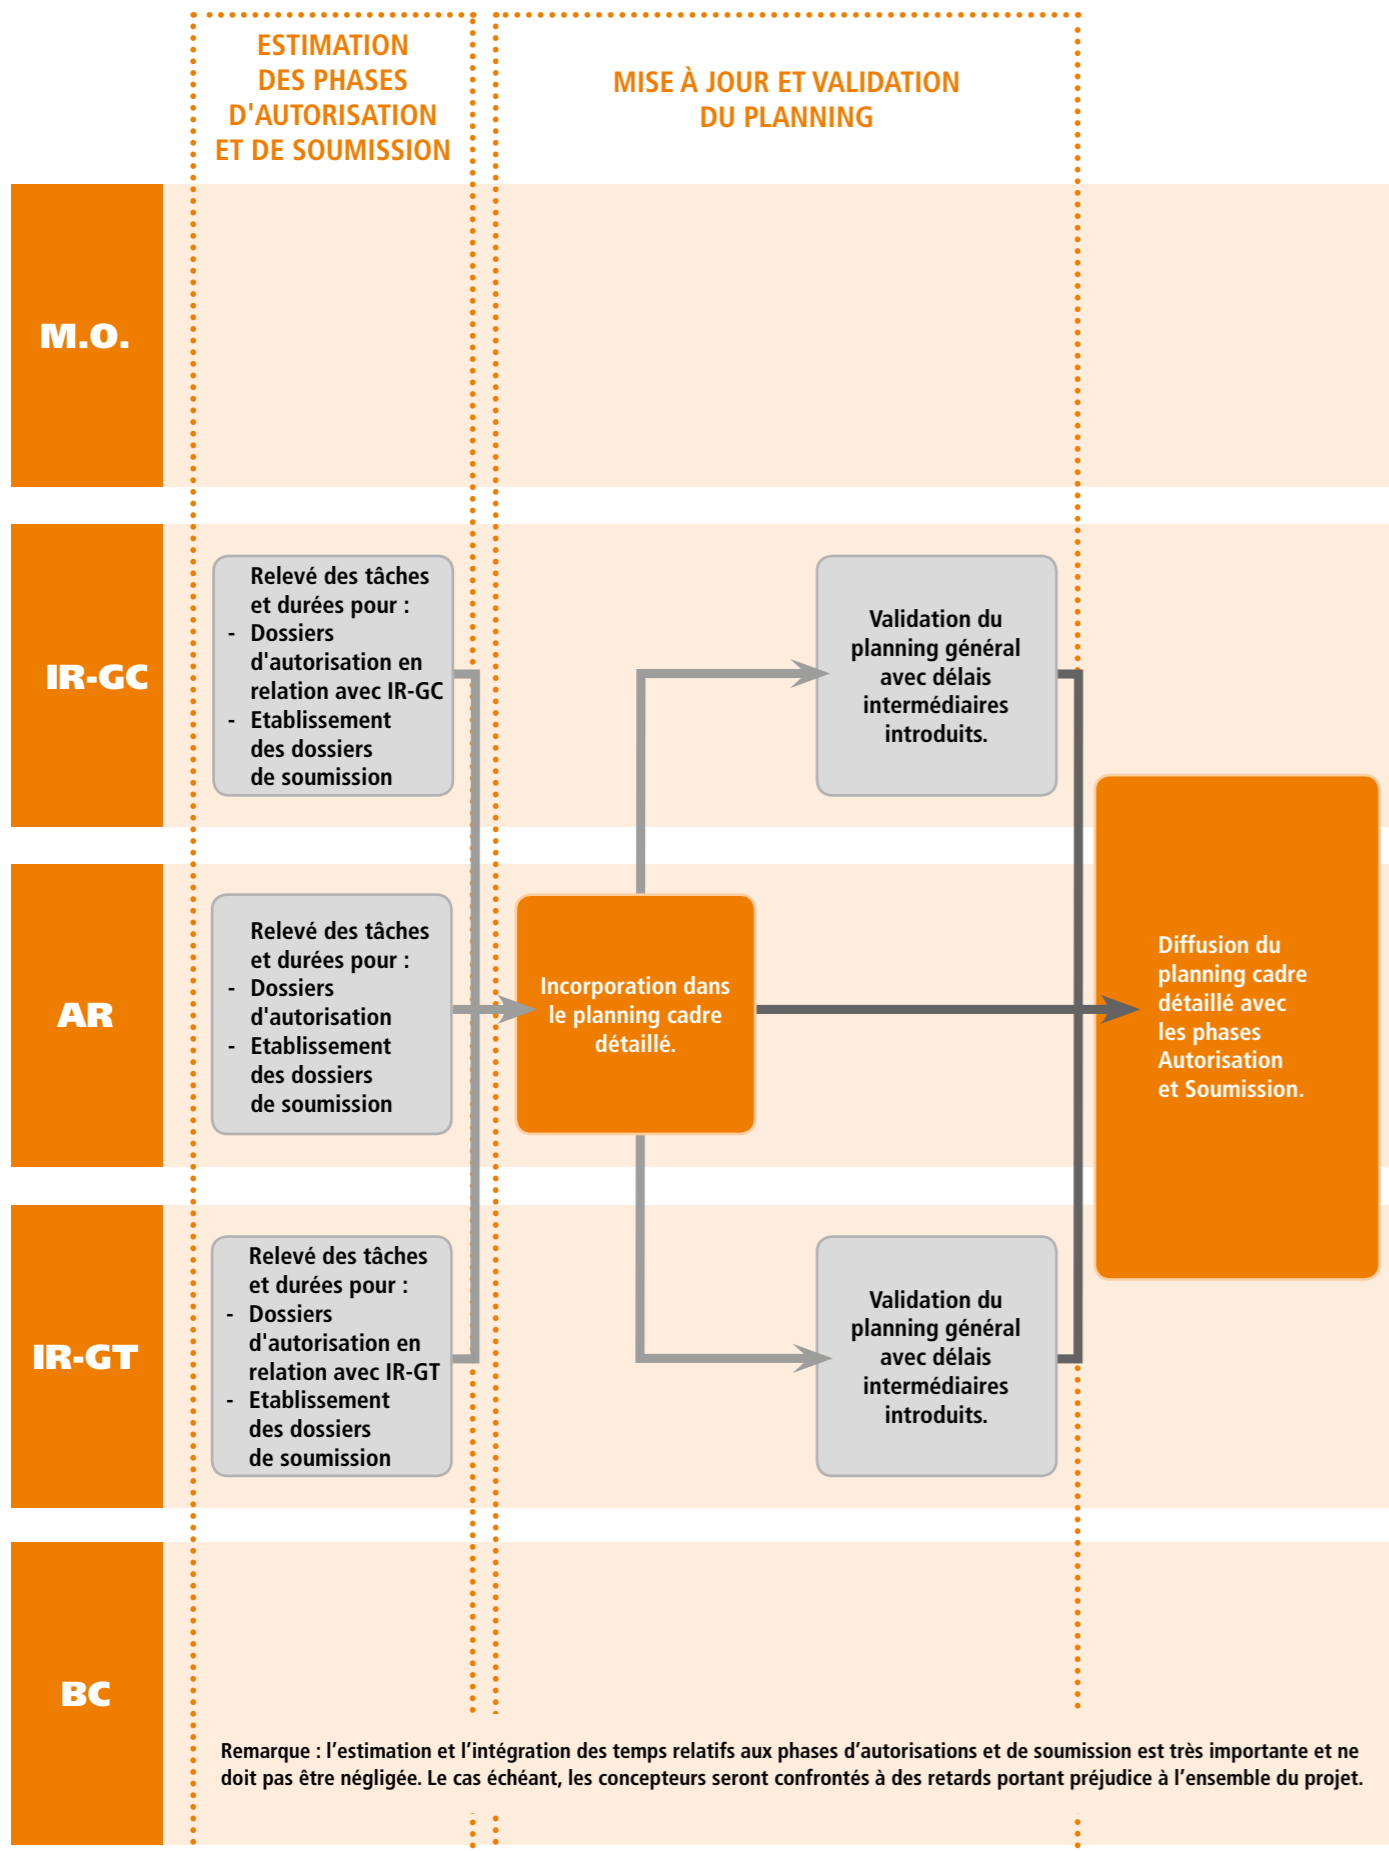 ESTIMATION
DES PHASES
D'AUTORISATION
ET DE SOUMISSION
MISE À JOUR ET VALIDATION
DU PLANNING
M.O.
IR-GC
Relevé des tâches
et durées pour :
- Dossiers
d'autorisation en
relation avec IR-GC
- Etablissement
des dossiers
de soumission
Validation du
planning général
avec délais
intermédiaires
introduits.
AR
Relevé des tâches
et durées pour :
- Dossiers
d'autorisation
- Etablissement
des dossiers
de soumission
Incorporation dans
le planning cadre
détaillé.
Diffusion du
planning cadre
détaillé avec
les phases
Autorisation
et Soumission.
IR-GT
Relevé des tâches
et durées pour :
- Dossiers
d'autorisation en
relation avec IR-GT
- Etablissement
des dossiers
de soumission
Validation du
planning général
avec délais
intermédiaires
introduits.
BC
Remarque : l’estimation et l’intégration des temps relatifs aux phases d’autorisations et de soumission est très importante et ne
doit pas être négligée. Le cas échéant, les concepteurs seront confrontés à des retards portant préjudice à l’ensemble du projet.